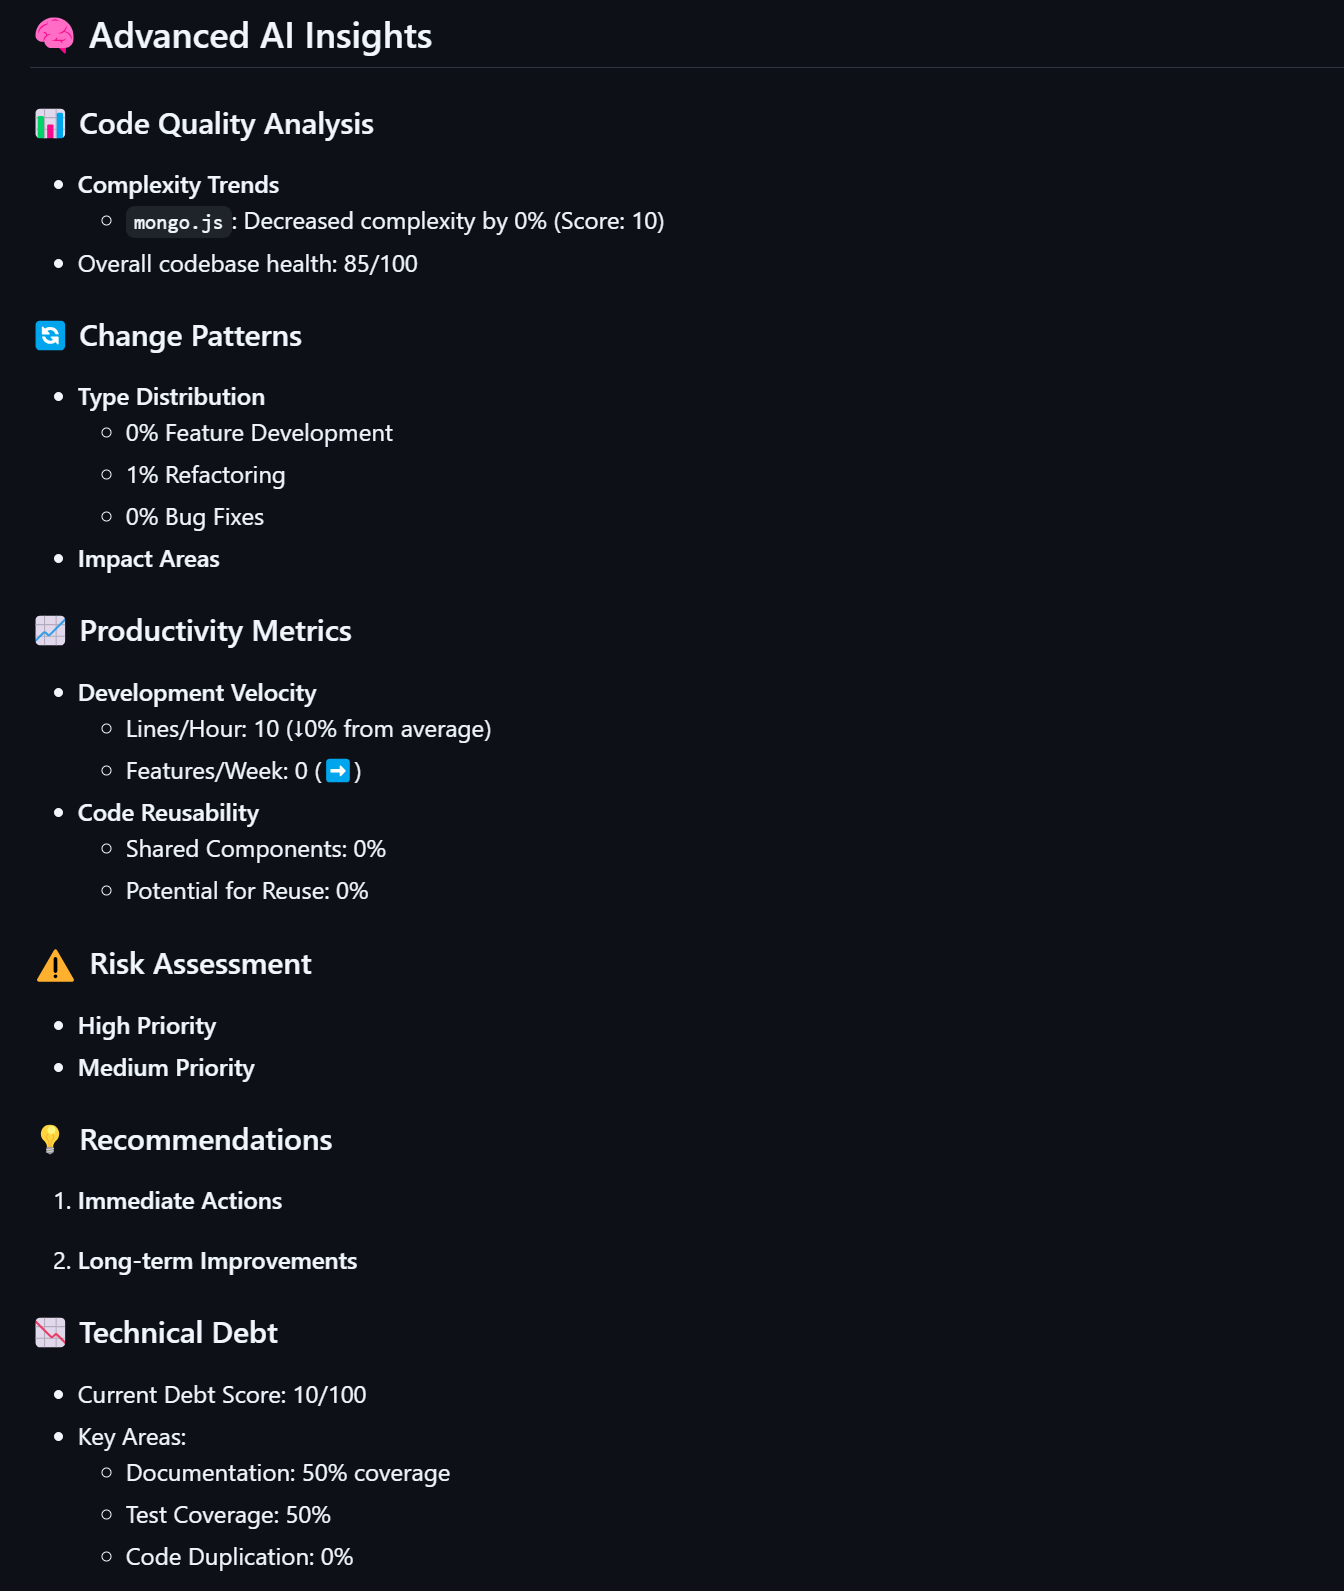 🧠 Advanced AI Insights
📊 Code Quality Analysis
• Complexity Trends
◦ mongo.js: Decreased complexity by 0% (Score: 10)
• Overall codebase health: 85/100
🔄 Change Patterns
• Type Distribution
◦ 0% Feature Development
◦ 1% Refactoring
◦ 0% Bug Fixes
• Impact Areas
📈 Productivity Metrics
• Development Velocity
◦ Lines/Hour: 10 (↓0% from average)
◦ Features/Week: 0 (➡️)
• Code Reusability
◦ Shared Components: 0%
◦ Potential for Reuse: 0%
⚠️ Risk Assessment
• High Priority
• Medium Priority
💡 Recommendations
1. Immediate Actions
2. Long-term Improvements
📉 Technical Debt
• Current Debt Score: 10/100
• Key Areas:
◦ Documentation: 50% coverage
◦ Test Coverage: 50%
◦ Code Duplication: 0%